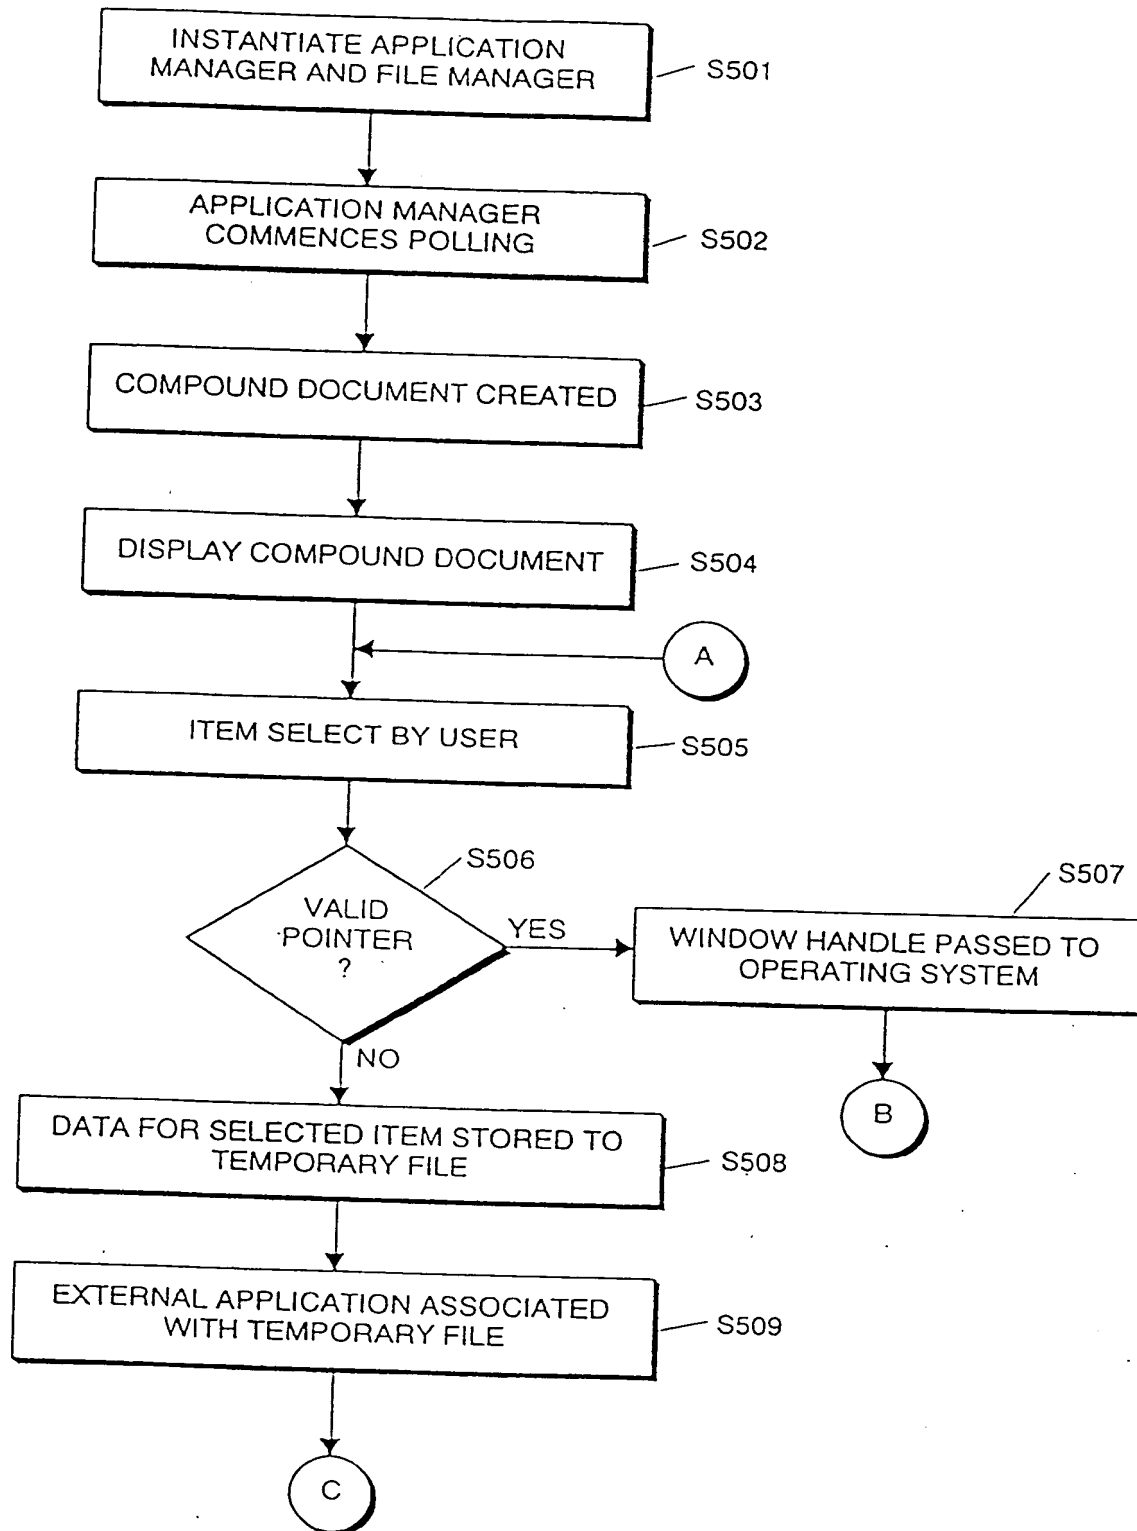 INSTANTIATE APPLICATION
MANAGER AND FILE MANAGER
S501
APPLICATION MANAGER
COMMENCES POLLING
S502
COMPOUND DOCUMENT CREATED
S503
DISPLAY COMPOUND DOCUMENT
S504
A
ITEM SELECT BY USER
S505
S506
VALID
POINTER
?
YES
S507
WINDOW HANDLE PASSED TO
OPERATING SYSTEM
NO
B
DATA FOR SELECTED ITEM STORED TO
TEMPORARY FILE
S508
EXTERNAL APPLICATION ASSOCIATED
WITH TEMPORARY FILE
S509
C